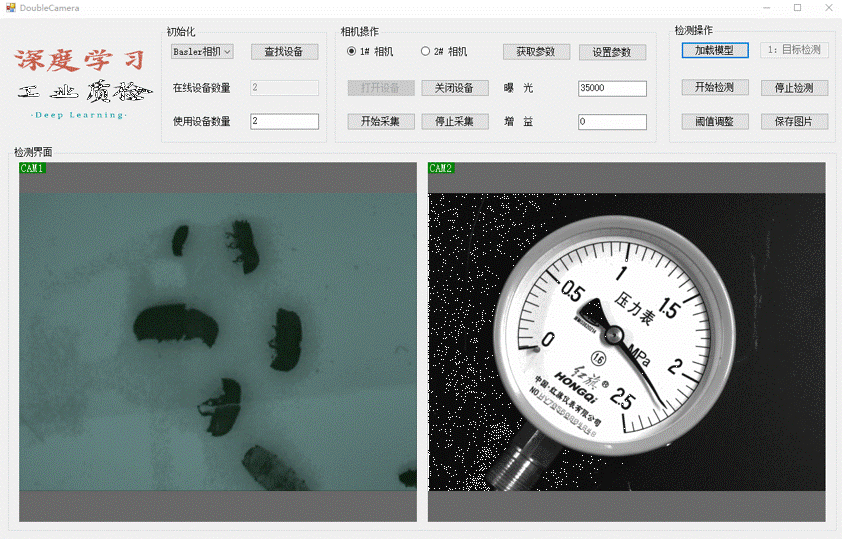 DoubleCamera
深度学习
工业质检
·Deep Learning·
初始化
Basler相机
查找设备
在线设备数量
2
使用设备数量
2
相机操作
1# 相机
2# 相机
获取参数
设置参数
打开设备
关闭设备
曝 光
35000
开始采集
停止采集
增 益
0
检测操作
加载模型
1: 目标检测
开始检测
停止检测
阈值调整
保存图片
检测界面
CAM1
CAM2
0
0.5
1
1.5
2
2.5
压力表
MPa
1.6
红旗®
HONGQi
中国·红旗仪表有限公司